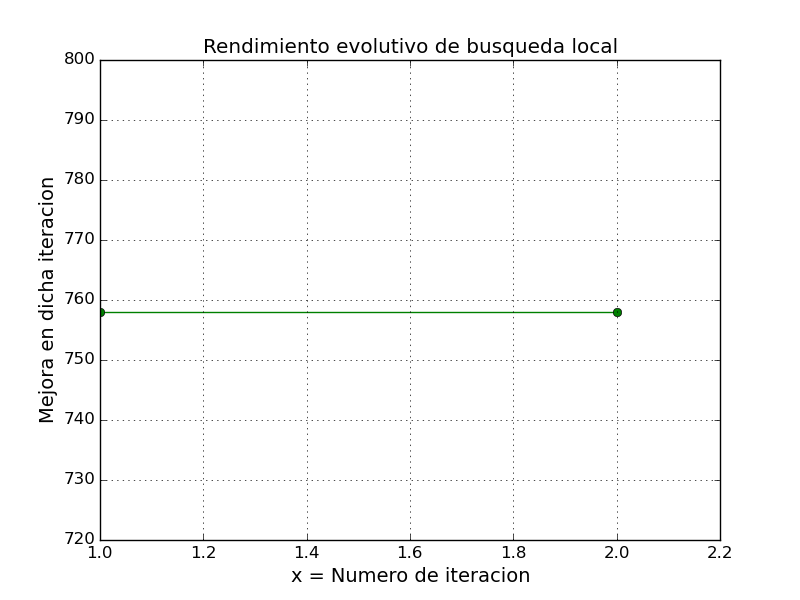 Rendimiento evolutivo de busqueda local
800
790
780
770
760
750
740
730
720
Mejora en dicha iteracion
1.0 1.2 1.4 1.6 1.8 2.0 2.2
x = Numero de iteracion